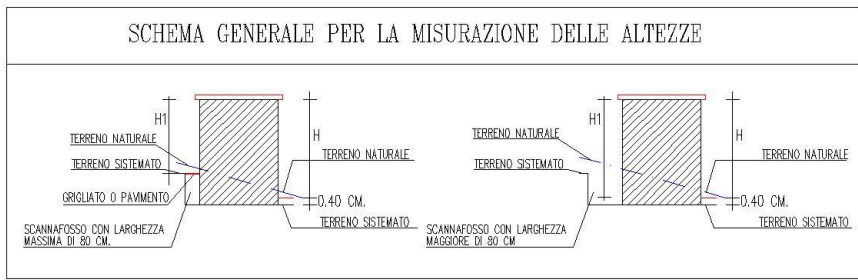 SCHEMA GENERALE PER LA MISURAZIONE DELLE ALTEZZE
H1
H
TERRENO NATURALE
TERRENO NATURALE
TERRENO SISTEMATO
GRIGLIATO O PAVIMENTO
0.40 CM.
TERRENO SISTEMATO
SCANNAFOSSO CON LARGHEZZA
MASSIMA DI 80 CM.
H1
H
TERRENO NATURALE
TERRENO NATURALE
TERRENO SISTEMATO
0.40 CM.
TERRENO SISTEMATO
SCANNAFOSSO CON LARGHEZZA
MAGGIORE DI 80 CM